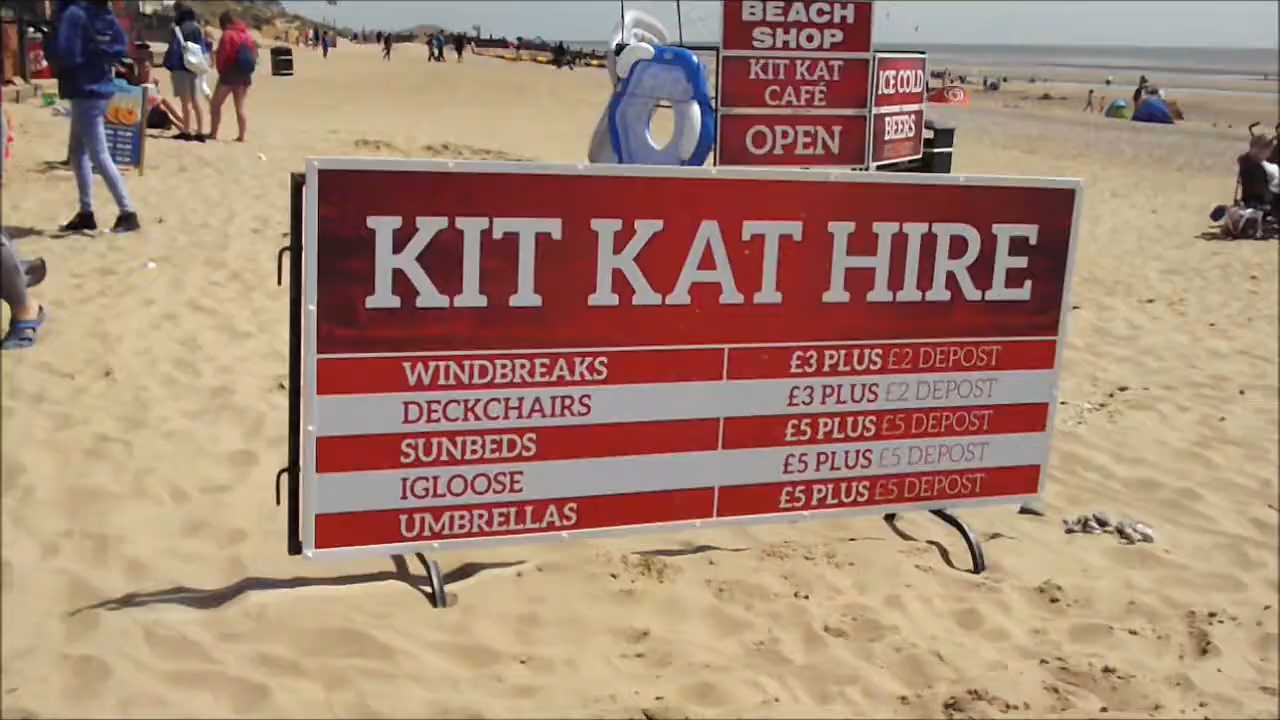 BEACH
SHOP
KIT KAT
CAFÉ
OPEN
ICE COLD
BEERS
KIT KAT HIRE
WINDBREAKS £3 PLUS £2 DEPOST
DECKCHAIRS £3 PLUS £2 DEPOST
SUNBEDS £5 PLUS £5 DEPOST
IGLOOSE £5 PLUS £5 DEPOST
UMBRELLAS £5 PLUS £5 DEPOST